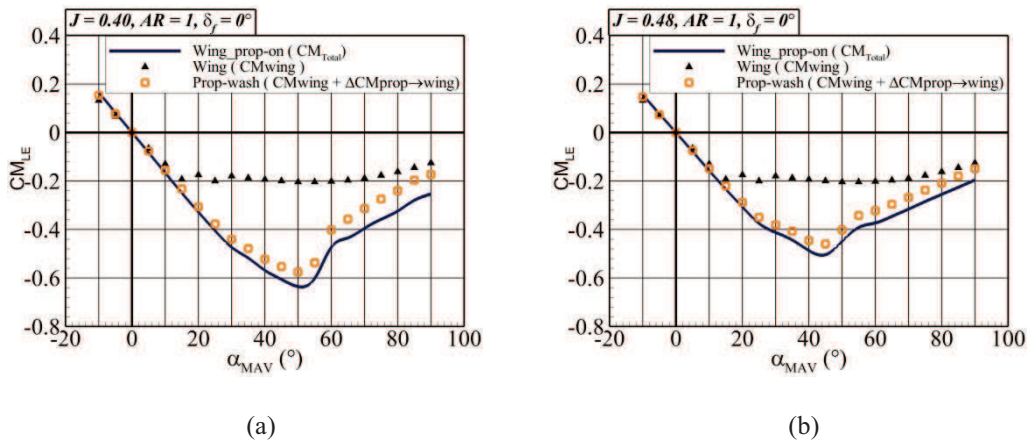 J = 0.40, AR = 1, δf = 0°
Wing_prop-on ( CMTotal)
Wing ( CMwing )
Prop-wash ( CMwing + ΔCMprop→wing)
0.4
0.2
0
-0.2
-0.4
-0.6
-0.8
CMLE
-20 0 20 40 60 80 100
αMAV (°)
(a)
J = 0.48, AR = 1, δf = 0°
Wing_prop-on ( CMTotal)
Wing ( CMwing )
Prop-wash ( CMwing + ΔCMprop→wing)
0.4
0.2
0
-0.2
-0.4
-0.6
-0.8
CMLE
-20 0 20 40 60 80 100
αMAV (°)
(b)